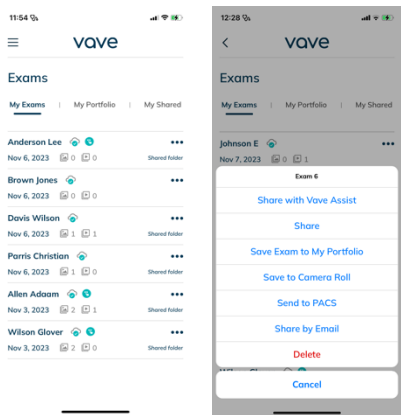 11:54
vave
Exams
My Exams | My Portfolio | My Shared
Anderson Lee
Nov 6, 2023 0 0 Shared folder
Brown Jones
Nov 6, 2023 0 0
Davis Wilson
Nov 6, 2023 1 1 Shared folder
Parris Christian
Nov 6, 2023 1 0 Shared folder
Allen Adaam
Nov 3, 2023 2 1 Shared folder
Wilson Glover
Nov 3, 2023 2 0 Shared folder
12:28
vave
Exams
My Exams | My Portfolio | My Shared
Johnson E
Nov 7, 2023 0 1
Exam 6
Share with Vave Assist
Share
Save Exam to My Portfolio
Save to Camera Roll
Send to PACS
Share by Email
Delete
Cancel